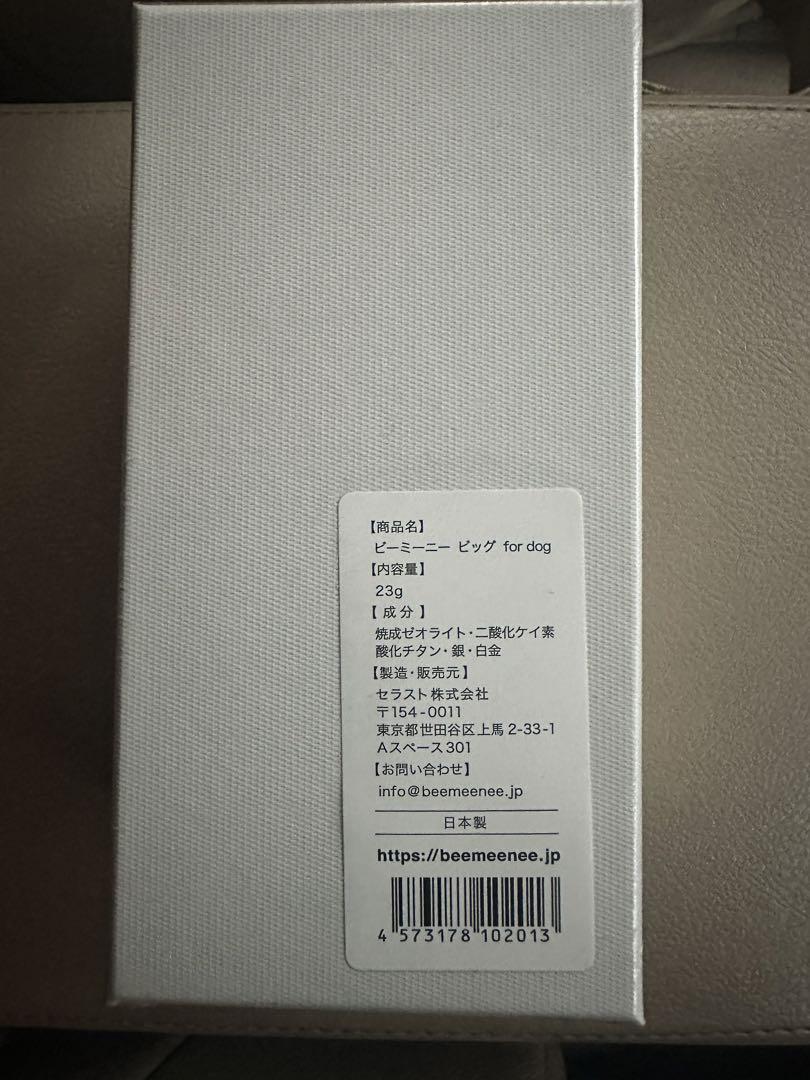 【商品名】
ビーミーニー ビッグ for dog
【内容量】
23g
【成分】
焼成ゼオライト・二酸化ケイ素
酸化チタン・銀・白金
【製造・販売元】
セラスト株式会社
〒154-0011
東京都世田谷区上馬2-33-1
Aスペース301
【お問い合わせ】
info@beemeenee.jp
日本製
https://beemeenee.jp
4 573178 102013